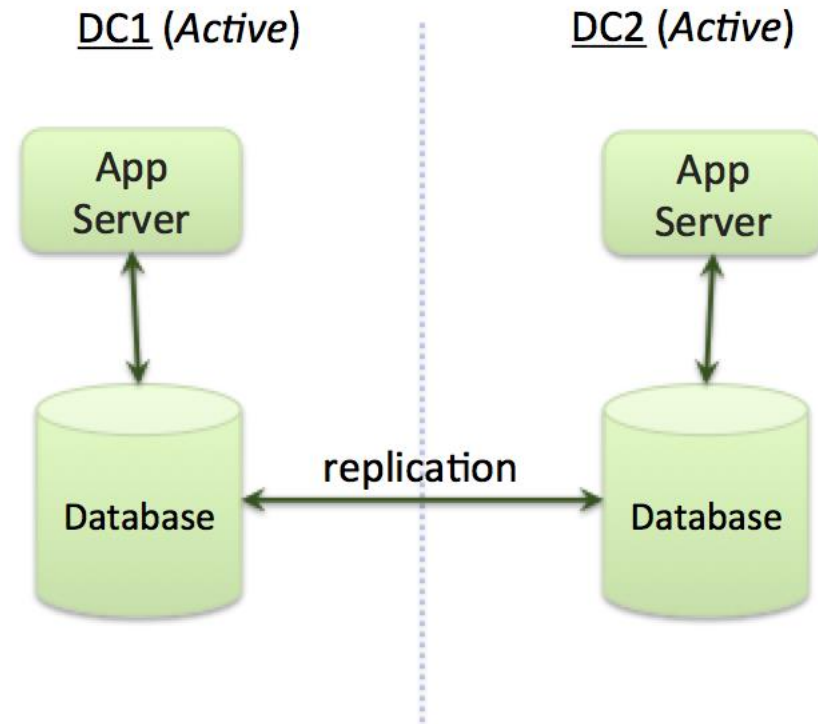 DC1 (Active)
DC2 (Active)
App
Server
App
Server
replication
Database
Database